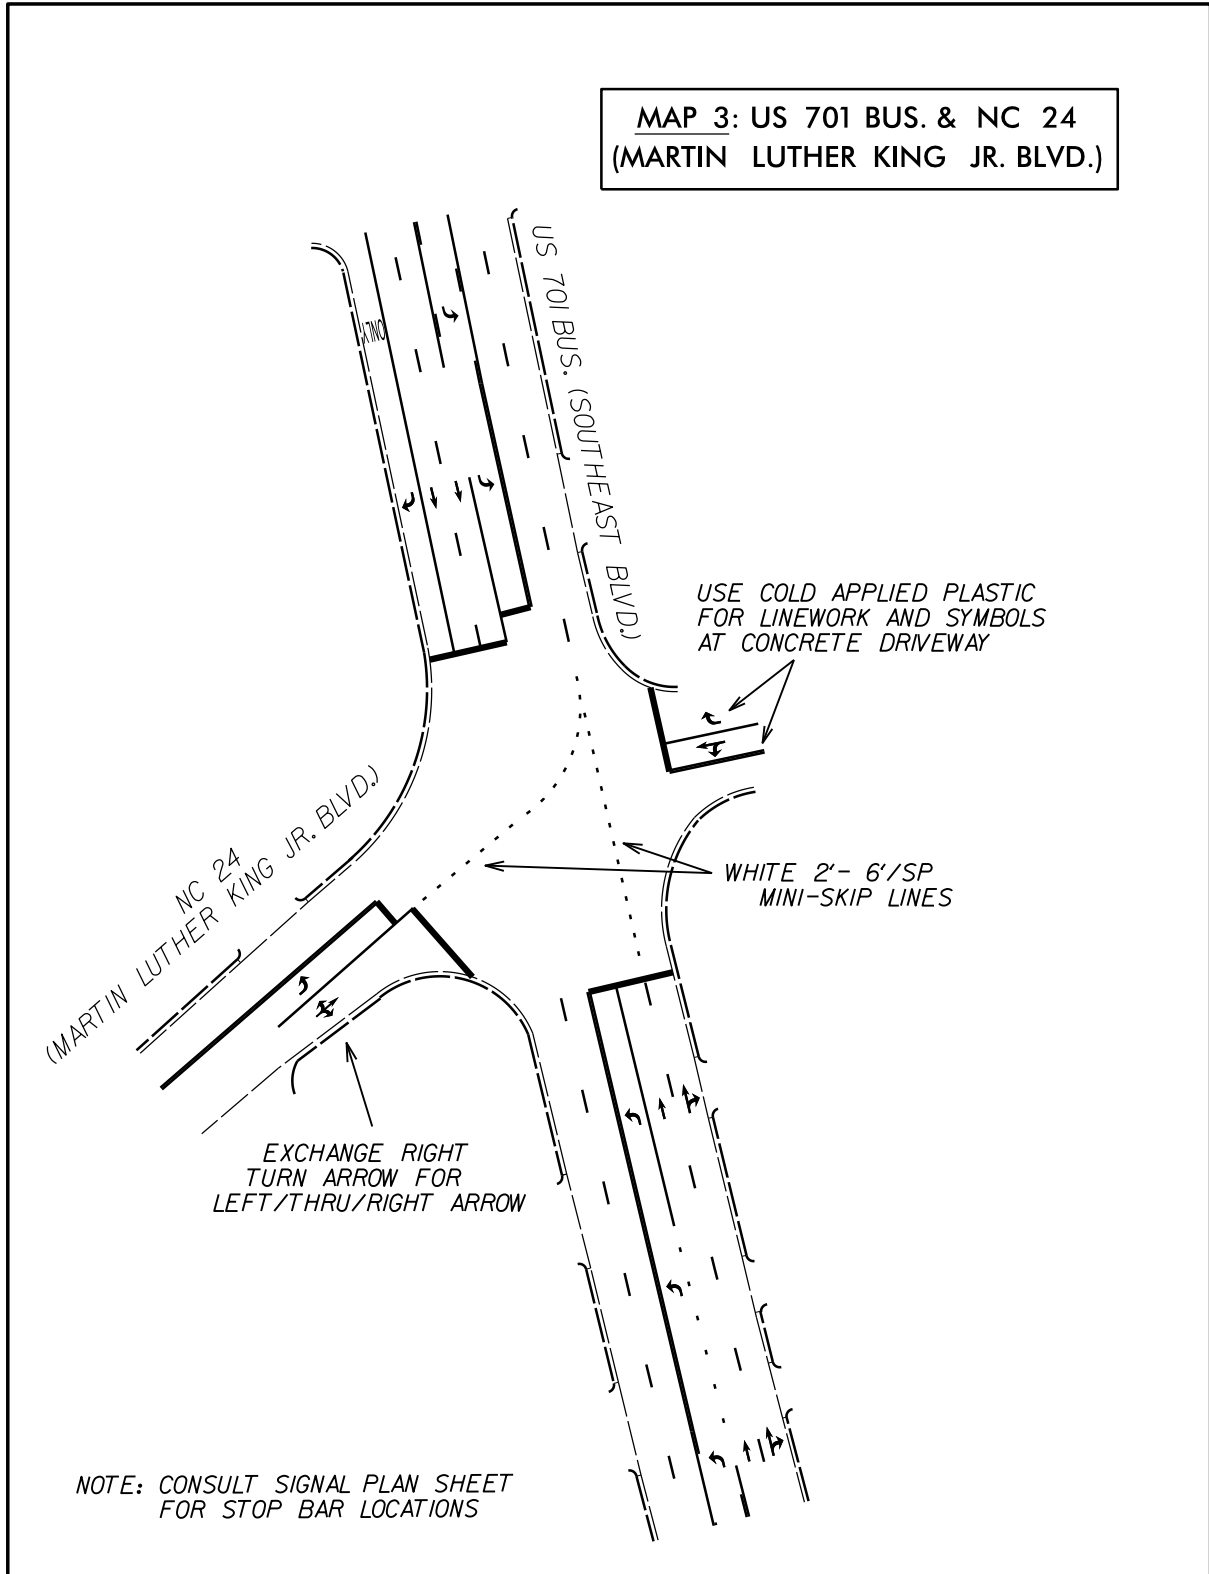 MAP 3: US 701 BUS. & NC 24
(MARTIN LUTHER KING JR. BLVD.)
US 701 BUS. (SOUTHEAST BLVD.)
ONLY
USE COLD APPLIED PLASTIC
FOR LINEWORK AND SYMBOLS
AT CONCRETE DRIVEWAY
NC 24
(MARTIN LUTHER KING JR. BLVD.)
WHITE 2'- 6'/SP
MINI-SKIP LINES
EXCHANGE RIGHT
TURN ARROW FOR
LEFT/THRU/RIGHT ARROW
NOTE: CONSULT SIGNAL PLAN SHEET
FOR STOP BAR LOCATIONS